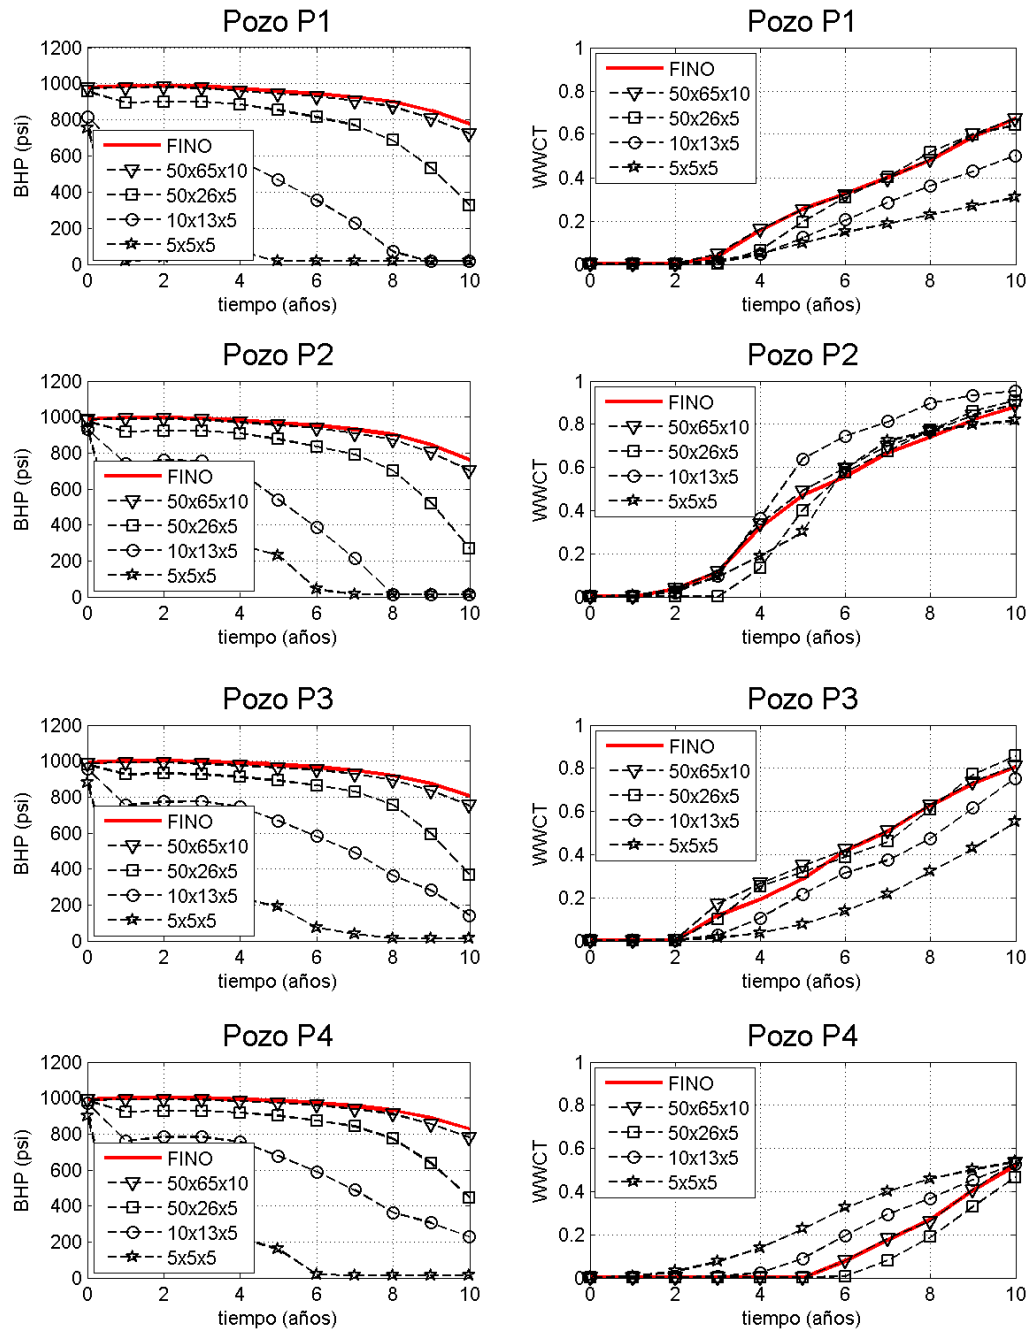 Pozo P1
1200
1000
800
600
400
200
0
BHP (psi)
FINO
50x65x10
50x26x5
10x13x5
5x5x5
0 2 4 6 8 10
tiempo (años)
Pozo P1
1
0.8
0.6
0.4
0.2
0
WWCT
FINO
50x65x10
50x26x5
10x13x5
5x5x5
0 2 4 6 8 10
tiempo (años)
Pozo P2
1200
1000
800
600
400
200
0
BHP (psi)
FINO
50x65x10
50x26x5
10x13x5
5x5x5
0 2 4 6 8 10
tiempo (años)
Pozo P2
1
0.8
0.6
0.4
0.2
0
WWCT
FINO
50x65x10
50x26x5
10x13x5
5x5x5
0 2 4 6 8 10
tiempo (años)
Pozo P3
1200
1000
800
600
400
200
0
BHP (psi)
FINO
50x65x10
50x26x5
10x13x5
5x5x5
0 2 4 6 8 10
tiempo (años)
Pozo P3
1
0.8
0.6
0.4
0.2
0
WWCT
FINO
50x65x10
50x26x5
10x13x5
5x5x5
0 2 4 6 8 10
tiempo (años)
Pozo P4
1200
1000
800
600
400
200
0
BHP (psi)
FINO
50x65x10
50x26x5
10x13x5
5x5x5
0 2 4 6 8 10
tiempo (años)
Pozo P4
1
0.8
0.6
0.4
0.2
0
WWCT
FINO
50x65x10
50x26x5
10x13x5
5x5x5
0 2 4 6 8 10
tiempo (años)